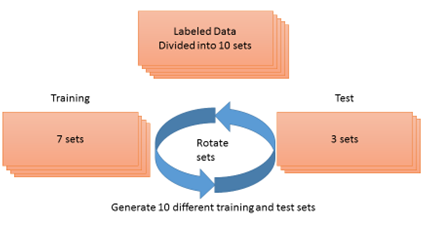 Labeled Data
Divided into 10 sets
Training
Test
7 sets
Rotate
sets
3 sets
Generate 10 different training and test sets